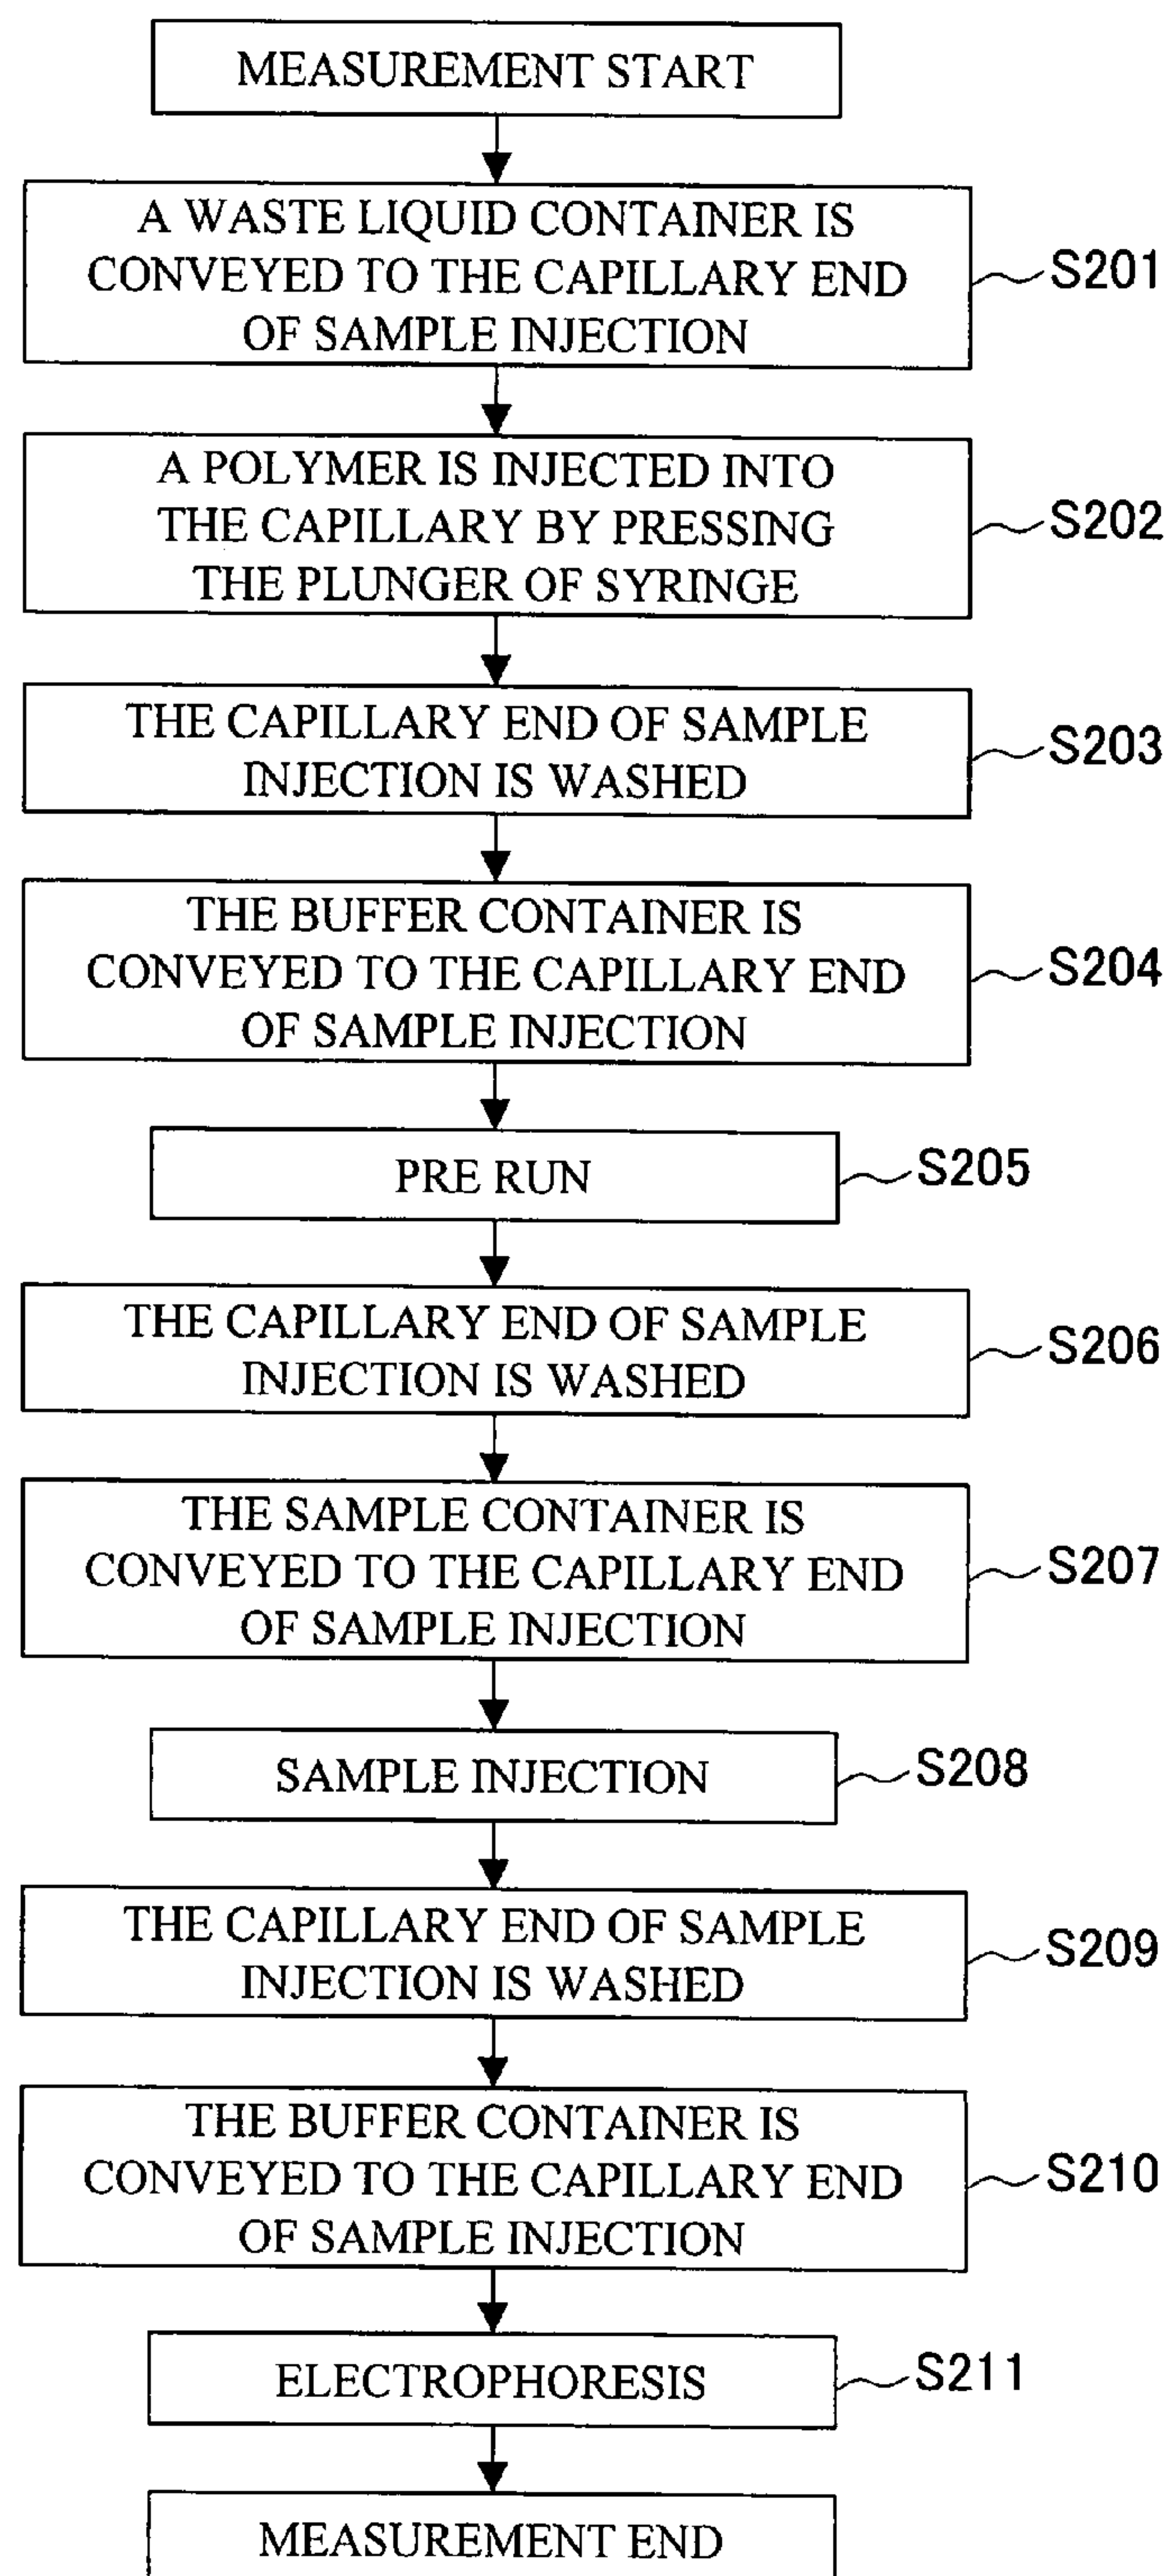 MEASUREMENT START
A WASTE LIQUID CONTAINER IS
CONVEYED TO THE CAPILLARY END
OF SAMPLE INJECTION
S201
A POLYMER IS INJECTED INTO
THE CAPILLARY BY PRESSING
THE PLUNGER OF SYRINGE
S202
THE CAPILLARY END OF SAMPLE
INJECTION IS WASHED
S203
THE BUFFER CONTAINER IS
CONVEYED TO THE CAPILLARY END
OF SAMPLE INJECTION
S204
PRE RUN
S205
THE CAPILLARY END OF SAMPLE
INJECTION IS WASHED
S206
THE SAMPLE CONTAINER IS
CONVEYED TO THE CAPILLARY END
OF SAMPLE INJECTION
S207
SAMPLE INJECTION
S208
THE CAPILLARY END OF SAMPLE
INJECTION IS WASHED
S209
THE BUFFER CONTAINER IS
CONVEYED TO THE CAPILLARY END
OF SAMPLE INJECTION
S210
ELECTROPHORESIS
S211
MEASUREMENT END